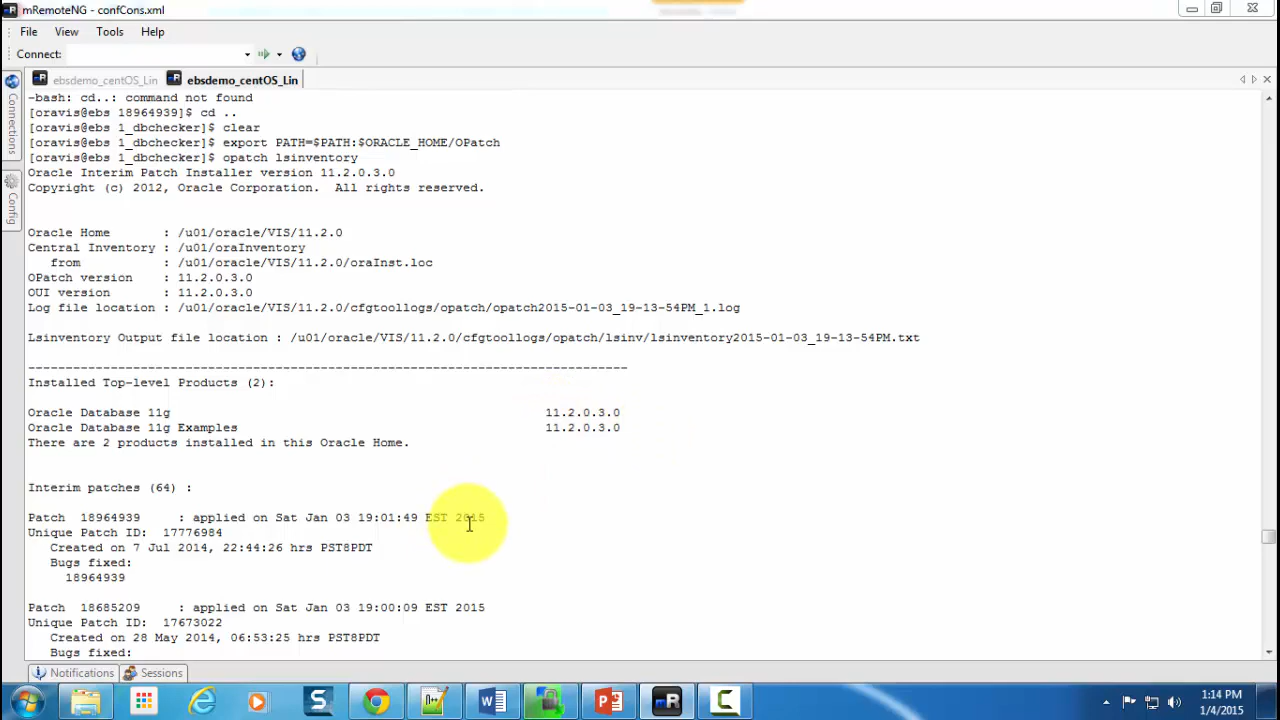 mRemoteNG - confCons.xml
File View Tools Help
Connect:
ebsdemo_centOS_Lin ebsdemo_centOS_Lin
Connections
Config
-bash: cd..: command not found
[oravis@ebs 18964939]$ cd ..
[oravis@ebs 1_dbchecker]$ clear
[oravis@ebs 1_dbchecker]$ export PATH=$PATH:$ORACLE_HOME/OPatch
[oravis@ebs 1_dbchecker]$ opatch lsinventory
Oracle Interim Patch Installer version 11.2.0.3.0
Copyright (c) 2012, Oracle Corporation.  All rights reserved.
Oracle Home       : /u01/oracle/VIS/11.2.0
Central Inventory : /u01/oraInventory
   from           : /u01/oracle/VIS/11.2.0/oraInst.loc
OPatch version    : 11.2.0.3.0
OUI version       : 11.2.0.3.0
Log file location : /u01/oracle/VIS/11.2.0/cfgtoollogs/opatch/opatch2015-01-03_19-13-54PM_1.log
Lsinventory Output file location : /u01/oracle/VIS/11.2.0/cfgtoollogs/opatch/lsinv/lsinventory2015-01-03_19-13-54PM.txt
--------------------------------------------------------------------------------
Installed Top-level Products (2):
Oracle Database 11g                                                  11.2.0.3.0
Oracle Database 11g Examples                                         11.2.0.3.0
There are 2 products installed in this Oracle Home.
Interim patches (64) :
Patch  18964939     : applied on Sat Jan 03 19:01:49 EST 2015
Unique Patch ID:  17776984
   Created on 7 Jul 2014, 22:44:26 hrs PST8PDT
   Bugs fixed:
     18964939
Patch  18685209     : applied on Sat Jan 03 19:00:09 EST 2015
Unique Patch ID:  17673022
   Created on 28 May 2014, 06:53:25 hrs PST8PDT
   Bugs fixed:
Notifications Sessions
1:14 PM
1/4/2015